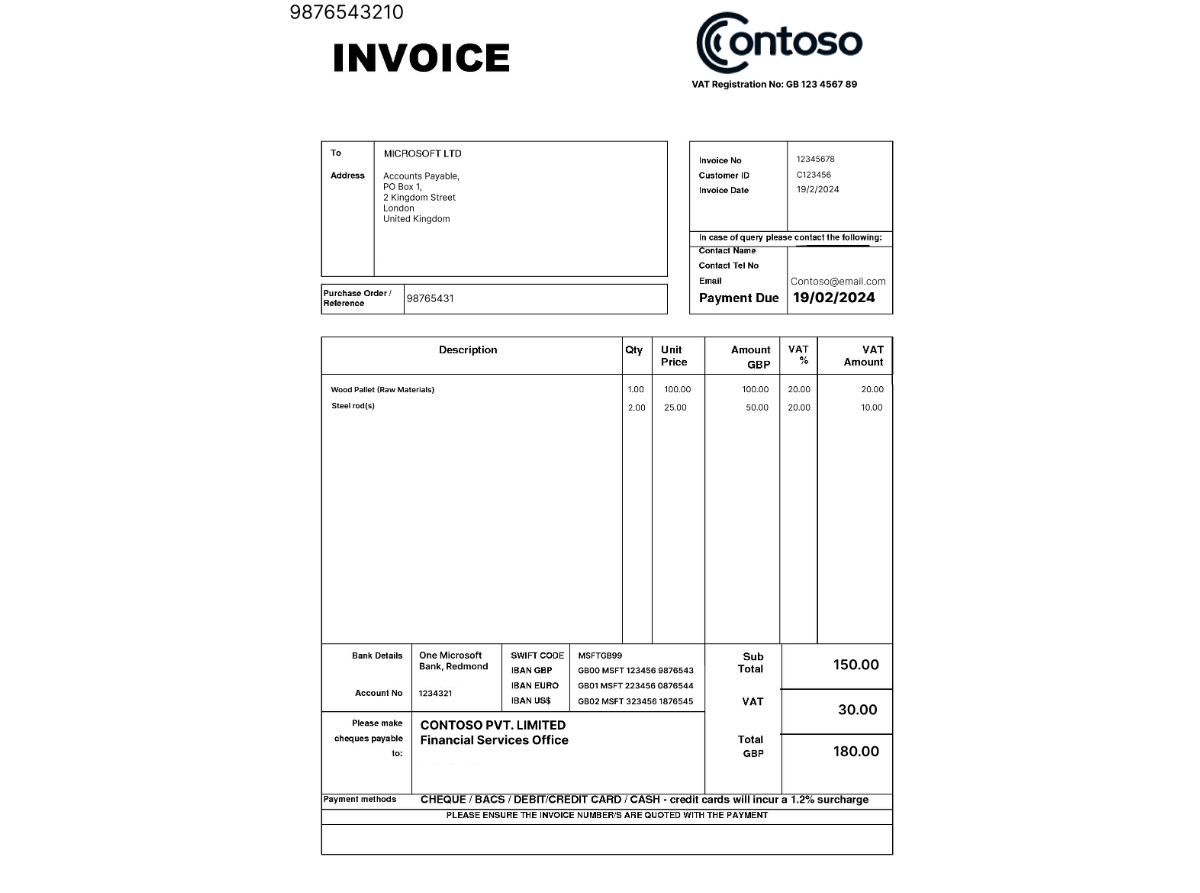 9876543210
INVOICE
Contoso
VAT Registration No: GB 123 4567 89
To MICROSOFT LTD
Address Accounts Payable,
PO Box 1,
2 Kingdom Street
London
United Kingdom
Purchase Order / Reference 98765431
Invoice No 12345678
Customer ID C123456
Invoice Date 19/2/2024
In case of query please contact the following:
Contact Name
Contact Tel No
Email Contoso@email.com
Payment Due 19/02/2024
Description Qty Unit Price Amount GBP VAT % VAT Amount
Wood Pallet (Raw Materials) 1.00 100.00 100.00 20.00 20.00
Steel rod(s) 2.00 25.00 50.00 20.00 10.00
Bank Details One Microsoft Bank, Redmond
Account No 1234321
SWIFT CODE MSFTGB99
IBAN GBP GB00 MSFT 123456 9876543
IBAN EURO GB01 MSFT 223456 0876544
IBAN US$ GB02 MSFT 323456 1876545
Sub Total 150.00
VAT 30.00
Total GBP 180.00
Please make cheques payable to: CONTOSO PVT. LIMITED
Financial Services Office
Payment methods CHEQUE / BACS / DEBIT/CREDIT CARD / CASH - credit cards will incur a 1.2% surcharge
PLEASE ENSURE THE INVOICE NUMBER/S ARE QUOTED WITH THE PAYMENT